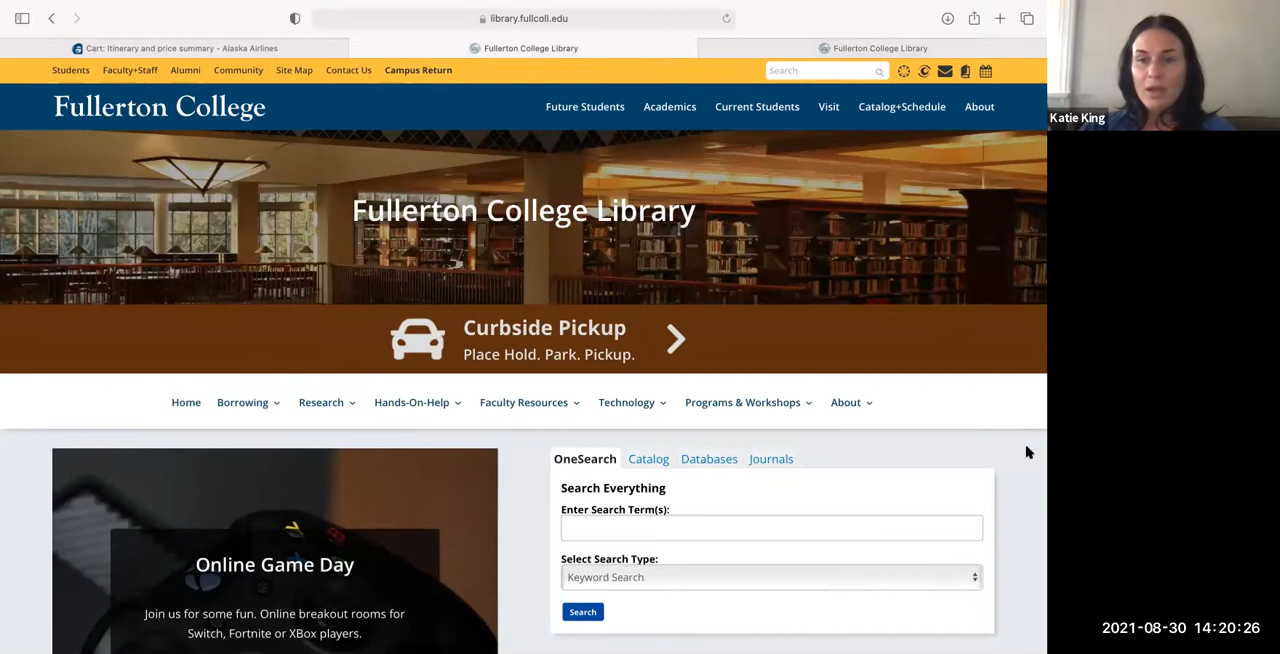 library.fullcoll.edu
Cart: Itinerary and price summary - Alaska Airlines
Fullerton College Library
Fullerton College Library
Students Faculty+Staff Alumni Community Site Map Contact Us Campus Return
Search
Fullerton College
Future Students Academics Current Students Visit Catalog+Schedule About
Katie King
Fullerton College Library
Curbside Pickup
Place Hold. Park. Pickup.
Home Borrowing Research Hands-On-Help Faculty Resources Technology Programs & Workshops About
OneSearch Catalog Databases Journals
Search Everything
Enter Search Term(s):
Select Search Type:
Keyword Search
Search
Online Game Day
Join us for some fun. Online breakout rooms for
Switch, Fortnite or XBox players.
2021-08-30 14:20:26